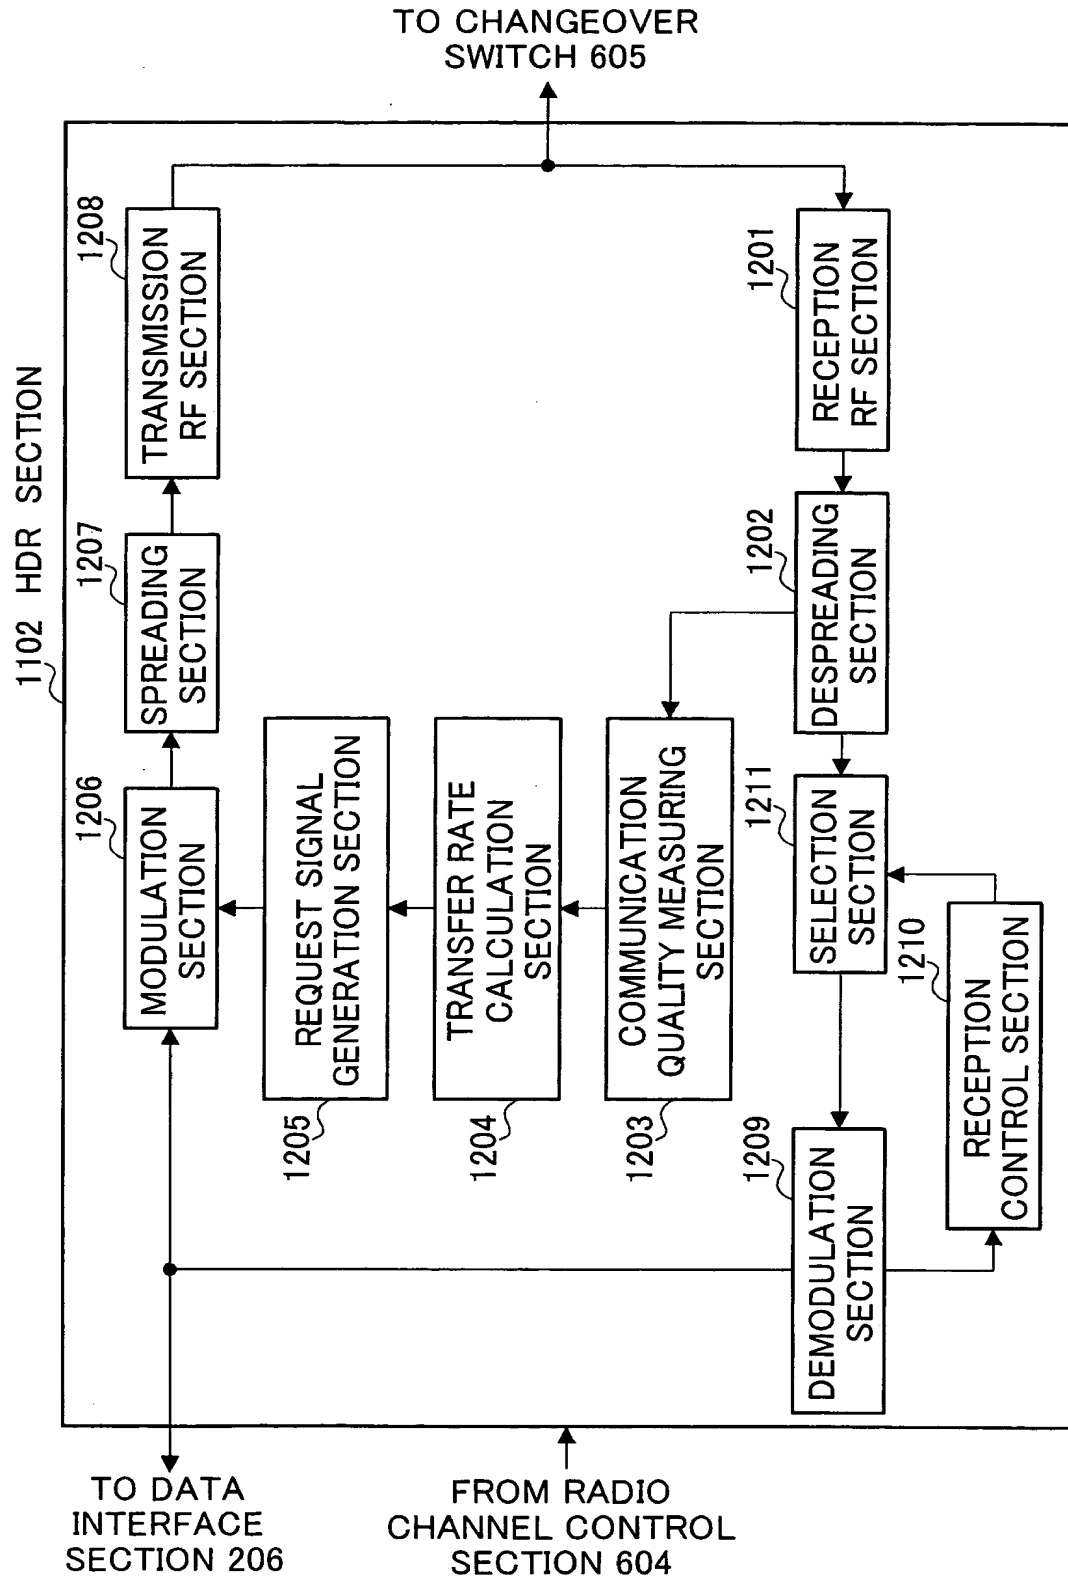 TO CHANGEOVER
SWITCH 605
1102 HDR SECTION
1208
TRANSMISSION
RF SECTION
1207
SPREADING
SECTION
1206
MODULATION
SECTION
1205
REQUEST SIGNAL
GENERATION SECTION
1204
TRANSFER RATE
CALCULATION
SECTION
1203
COMMUNICATION
QUALITY MEASURING
SECTION
1201
RECEPTION
RF SECTION
1202
DESPREADING
SECTION
1211
SELECTION
SECTION
1210
RECEPTION
CONTROL SECTION
1209
DEMODULATION
SECTION
TO DATA
INTERFACE
SECTION 206
FROM RADIO
CHANNEL CONTROL
SECTION 604